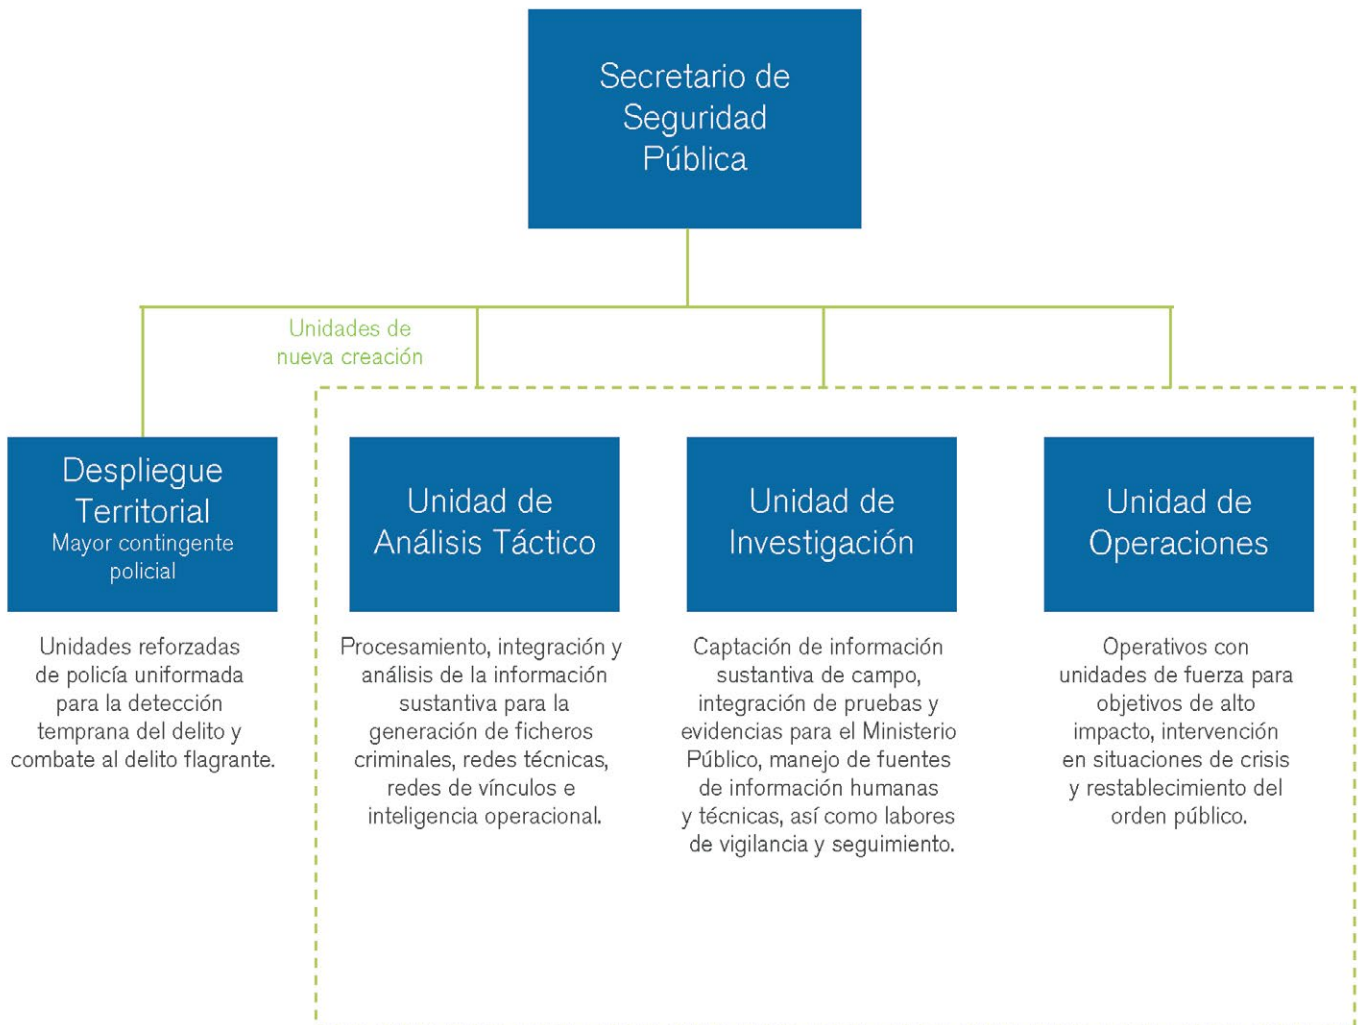 Secretario de
Seguridad
Pública
Unidades de
nueva creación
Despliegue
Territorial
Mayor contingente
policial
Unidades reforzadas
de policía uniformada
para la detección
temprana del delito y
combate al delito flagrante.
Unidad de
Análisis Táctico
Procesamiento, integración y
análisis de la información
sustantiva para la
generación de ficheros
criminales, redes técnicas,
redes de vínculos e
inteligencia operacional.
Unidad de
Investigación
Captación de información
sustantiva de campo,
integración de pruebas y
evidencias para el Ministerio
Público, manejo de fuentes
de información humanas
y técnicas, así como labores
de vigilancia y seguimiento.
Unidad de
Operaciones
Operativos con
unidades de fuerza para
objetivos de alto
impacto, intervención
en situaciones de crisis
y restablecimiento del
orden público.